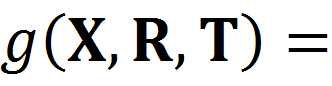 g(X, R, T) =